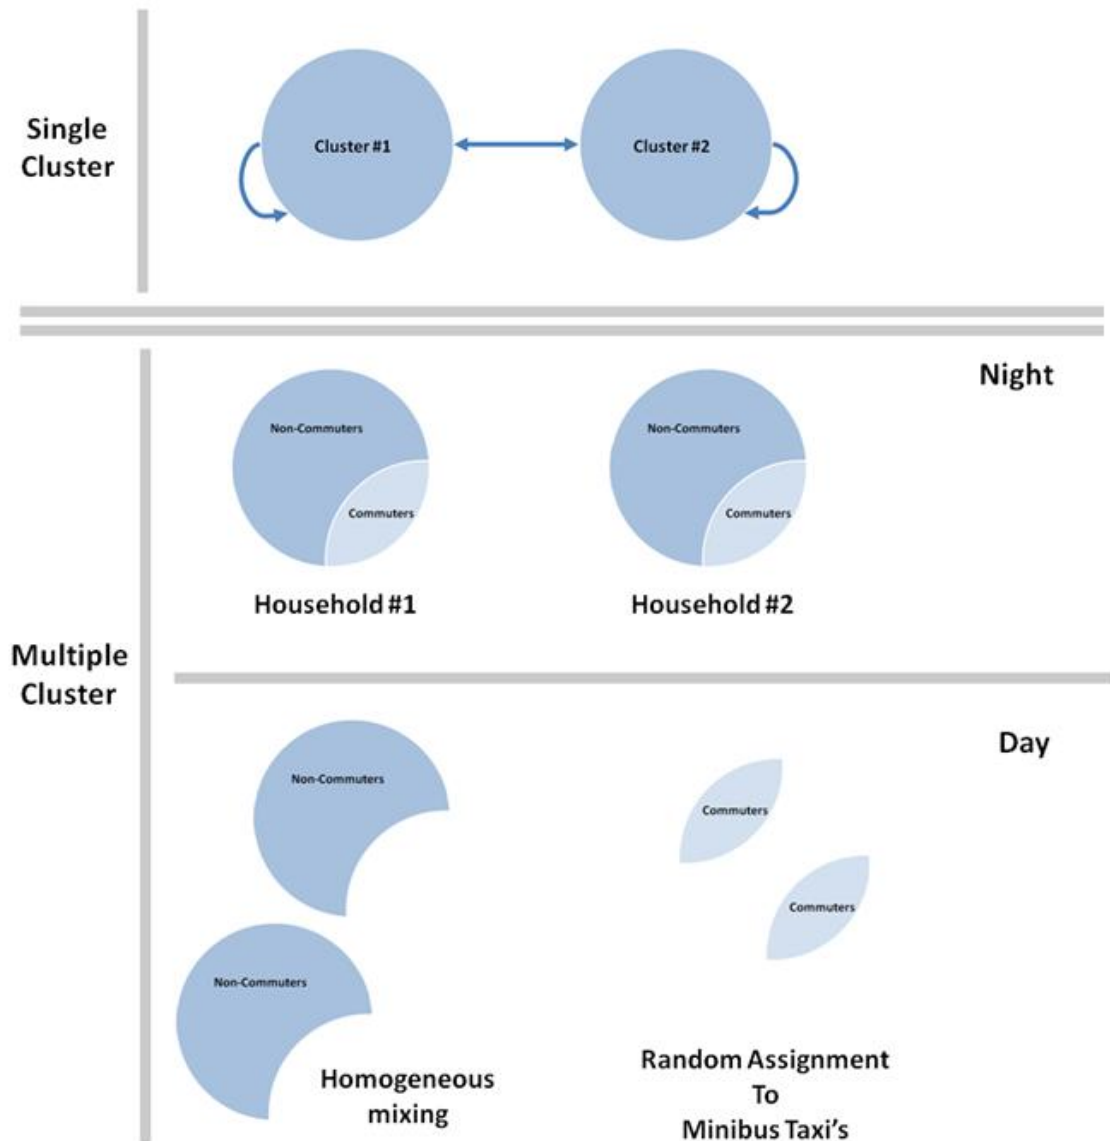 Single
Cluster
Cluster #1
Cluster #2
Night
Non-Commuters
Non-Commuters
Commuters
Commuters
Household #1
Household #2
Multiple
Cluster
Day
Non-Commuters
Commuters
Commuters
Non-Commuters
Homogeneous
mixing
Random Assignment
To
Minibus Taxi's